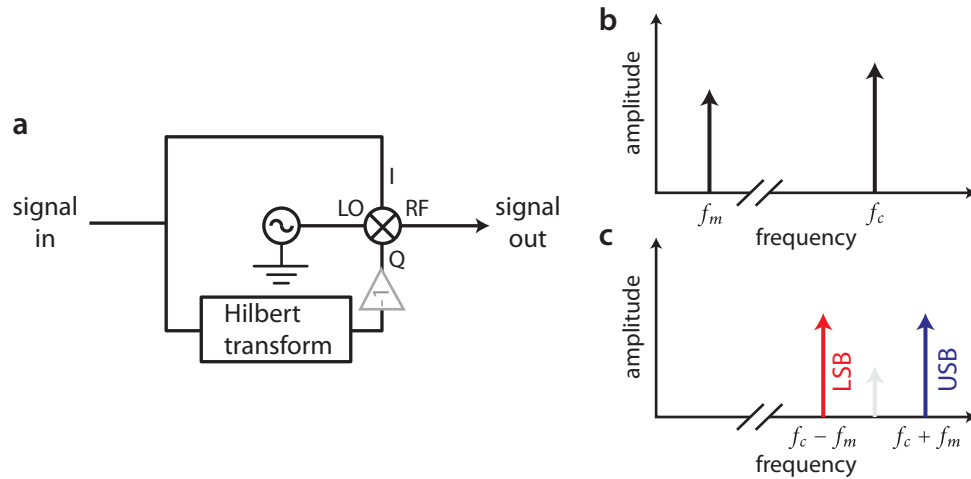 a
signal
in
I
LO
RF
signal
out
Q
-1
Hilbert
transform
b
amplitude
f_m
f_c
frequency
c
amplitude
LSB
USB
f_c − f_m
f_c + f_m
frequency